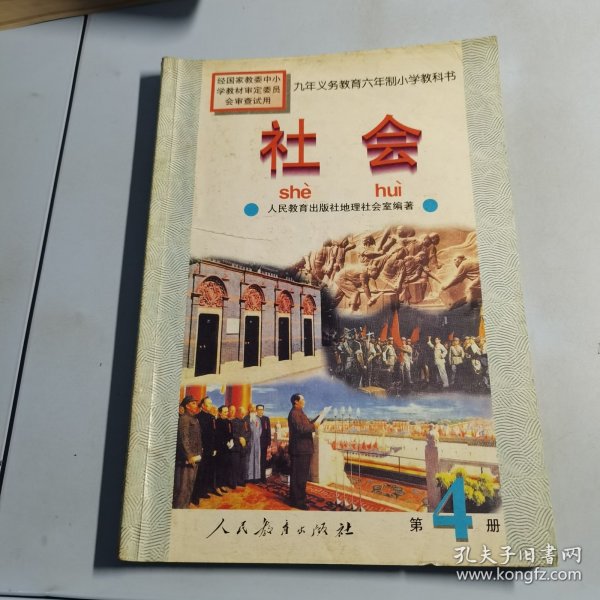 经国家教委中小
学教材审定委员
会审查试用
九年义务教育六年制小学教科书
社会
shè huì
人民教育出版社地理社会室编著
人民教育出版社
第4册
孔夫子旧书网
www.kongfz.com